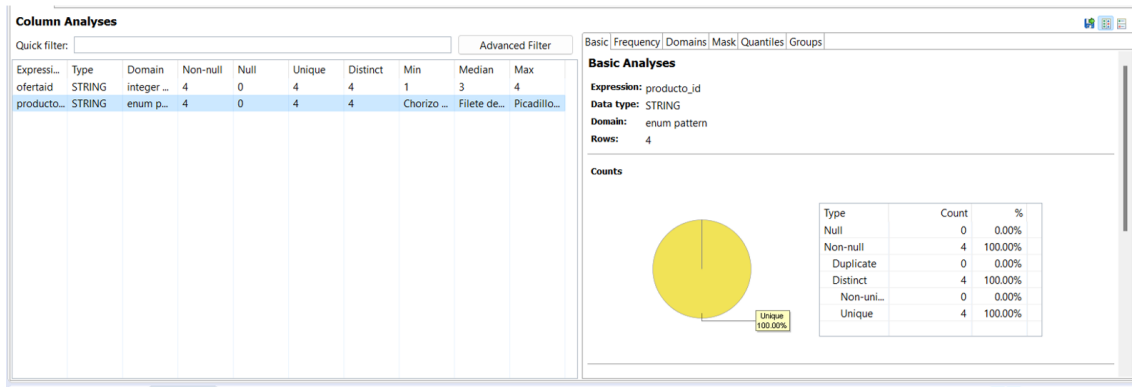 Column Analyses
Quick filter:
Advanced Filter
Expressi... Type Domain Non-null Null Unique Distinct Min Median Max
ofertaid STRING integer ... 4 0 4 4 1 3 4
producto... STRING enum p... 4 0 4 4 Chorizo ... Filete de... Picadillo...
Basic Frequency Domains Mask Quantiles Groups
Basic Analyses
Expression: producto_id
Data type: STRING
Domain: enum pattern
Rows: 4
Counts
Unique
100.00%
Type Count %
Null 0 0.00%
Non-null 4 100.00%
Duplicate 0 0.00%
Distinct 4 100.00%
Non-uni... 0 0.00%
Unique 4 100.00%